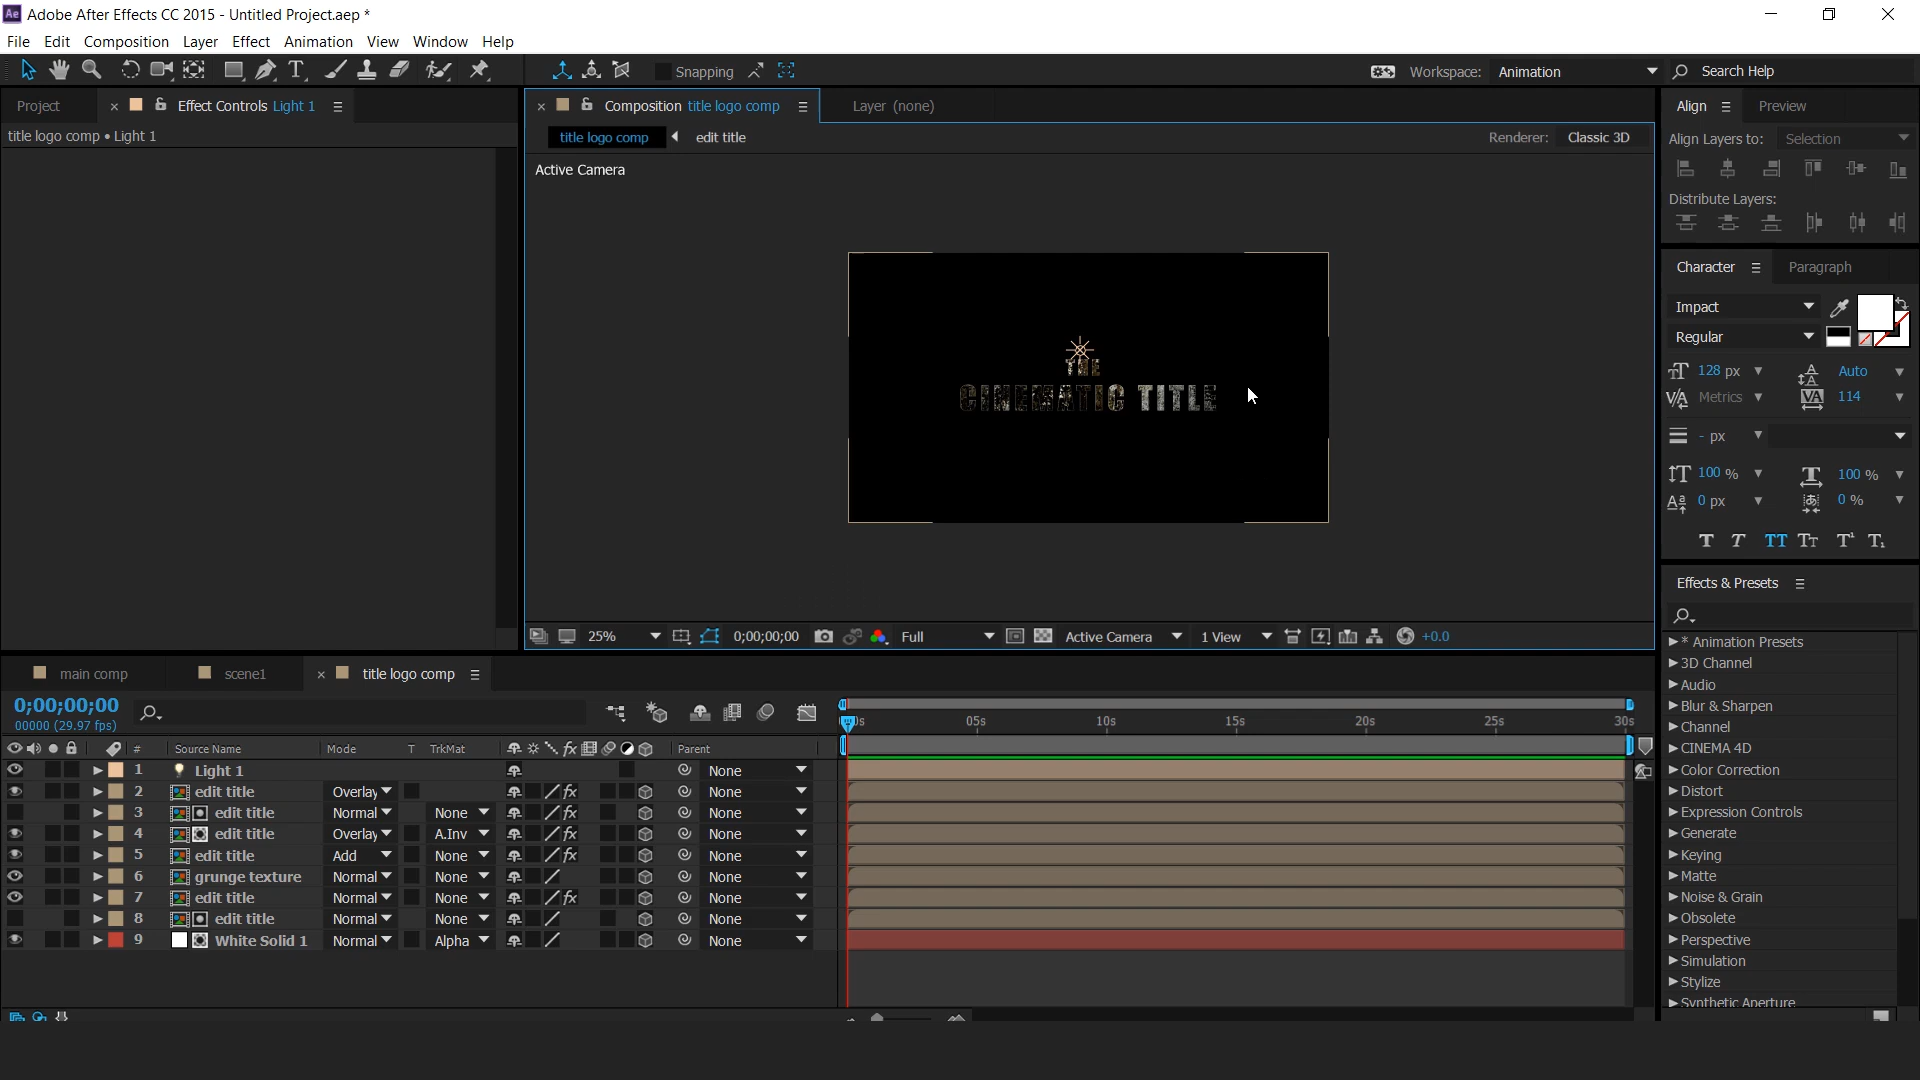 Adobe After Effects CC 2015 - Untitled Project.aep *
File Edit Composition Layer Effect Animation View Window Help
Snapping
Workspace: Animation Search Help
Project Effect Controls Light 1
title logo comp • Light 1
Composition title logo comp Layer (none)
title logo comp edit title Renderer: Classic 3D
Active Camera
THE
CINEMATIC TITLE
25% 0;00;00;00 Full Active Camera 1 View +0.0
Align Preview
Align Layers to: Selection
Distribute Layers:
Character Paragraph
Impact
Regular
128 px Auto
Metrics 114
- px
100 % 100 %
0 px 0 %
Effects & Presets
* Animation Presets
3D Channel
Audio
Blur & Sharpen
Channel
CINEMA 4D
Color Correction
Distort
Expression Controls
Generate
Keying
Matte
Noise & Grain
Obsolete
Perspective
Simulation
Stylize
Synthetic Aperture
main comp scene1 title logo comp
0;00;00;00
00000 (29.97 fps)
05s 10s 15s 20s 25s 30s
# Source Name Mode T TrkMat Parent
1 Light 1 None
2 edit title Overlay None
3 edit title Normal None None
4 edit title Overlay A.Inv None
5 edit title Add None None
6 grunge texture Normal None None
7 edit title Normal None None
8 edit title Normal None None
9 White Solid 1 Normal Alpha None